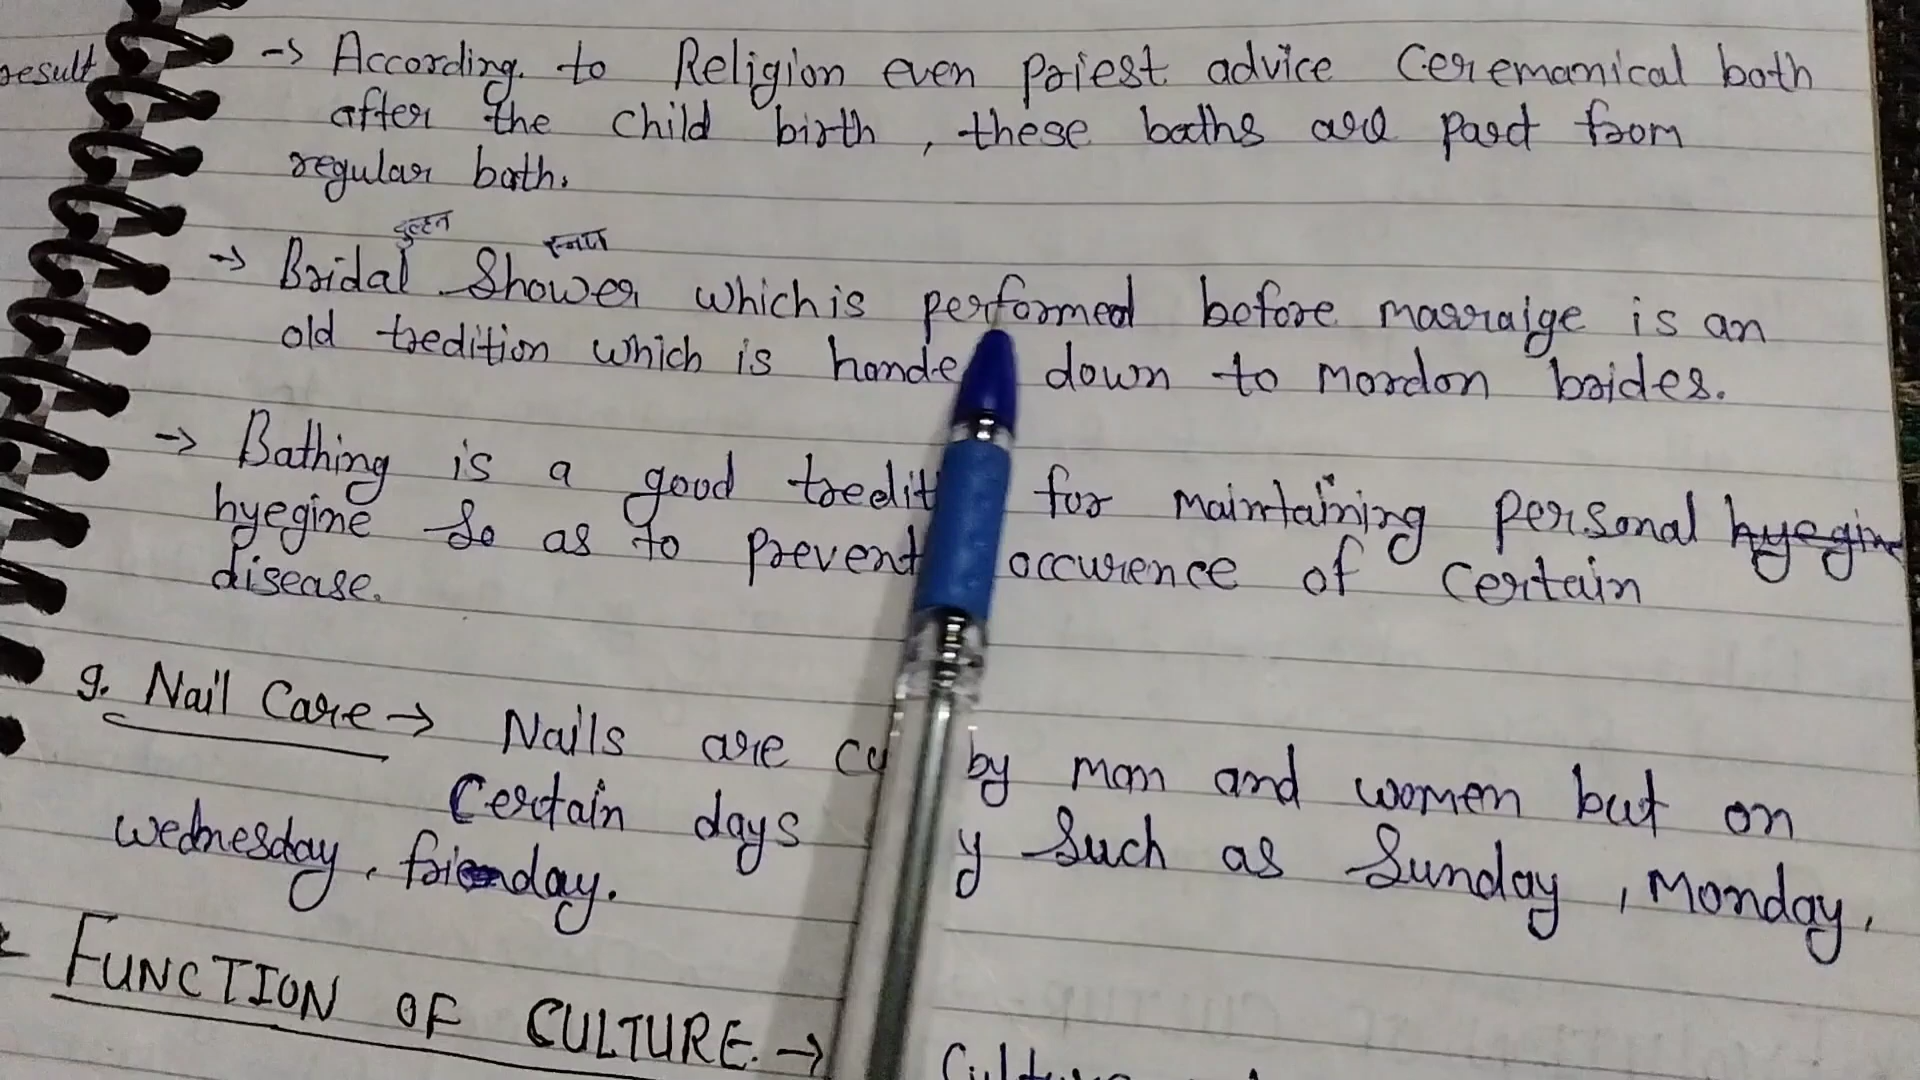 result
-> According. to Religion even priest advice Ceremanical bath
after the child birth , these baths are part from
regular bath.
दुल्हन स्नान
-> Bridal Shower which is performed before marraige is an
old tredition which is hande down to mordon brides.
-> Bathing is a good tredit for maintaining personal hyegine
hyegine So as to prevent occurence of certain
disease.
g. Nail Care -> Nails are cu by man and women but on
Certain days y Such as Sunday , Monday,
wednesday, friday.
FUNCTION OF CULTURE. ->